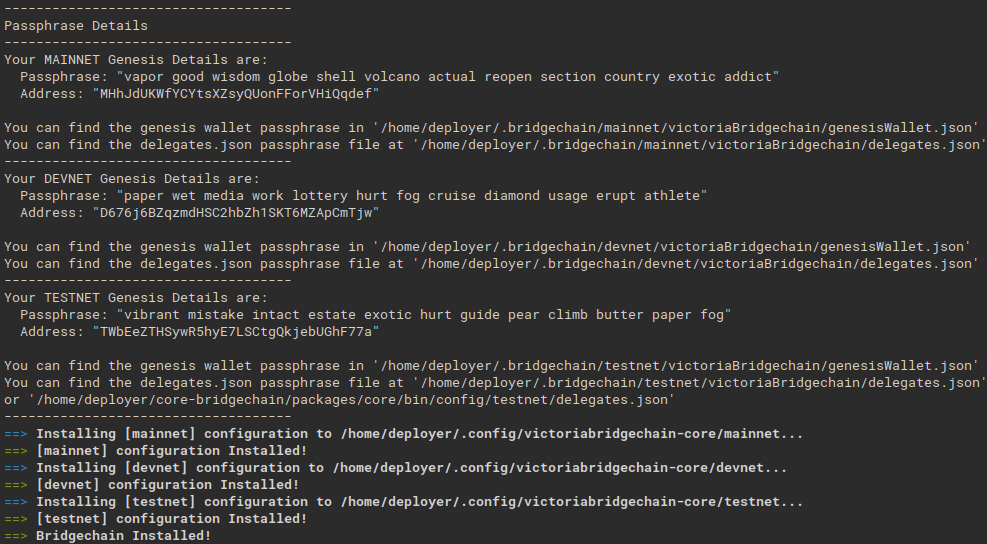 ------------------------------------
Passphrase Details
------------------------------------
Your MAINNET Genesis Details are:
  Passphrase: "vapor good wisdom globe shell volcano actual reopen section country exotic addict"
  Address: "MHhJdUKWfYCYtsXZsyQUonFForVHiQqdef"

You can find the genesis wallet passphrase in '/home/deployer/.bridgechain/mainnet/victoriaBridgechain/genesisWallet.json'
You can find the delegates.json passphrase file at '/home/deployer/.bridgechain/mainnet/victoriaBridgechain/delegates.json'
------------------------------------
Your DEVNET Genesis Details are:
  Passphrase: "paper wet media work lottery hurt fog cruise diamond usage erupt athlete"
  Address: "D676j6BZqzmdHSC2hbZh1SKT6MZApCmTjw"

You can find the genesis wallet passphrase in '/home/deployer/.bridgechain/devnet/victoriaBridgechain/genesisWallet.json'
You can find the delegates.json passphrase file at '/home/deployer/.bridgechain/devnet/victoriaBridgechain/delegates.json'
------------------------------------
Your TESTNET Genesis Details are:
  Passphrase: "vibrant mistake intact estate exotic hurt guide pear climb butter paper fog"
  Address: "TWbEeZTHSywR5hyE7LSCtgQkjebUGhF77a"

You can find the genesis wallet passphrase in '/home/deployer/.bridgechain/testnet/victoriaBridgechain/genesisWallet.json'
You can find the delegates.json passphrase file at '/home/deployer/.bridgechain/testnet/victoriaBridgechain/delegates.json'
or '/home/deployer/core-bridgechain/packages/core/bin/config/testnet/delegates.json'
------------------------------------
==> Installing [mainnet] configuration to /home/deployer/.config/victoriabridgechain-core/mainnet...
==> [mainnet] configuration Installed!
==> Installing [devnet] configuration to /home/deployer/.config/victoriabridgechain-core/devnet...
==> [devnet] configuration Installed!
==> Installing [testnet] configuration to /home/deployer/.config/victoriabridgechain-core/testnet...
==> [testnet] configuration Installed!
==> Bridgechain Installed!